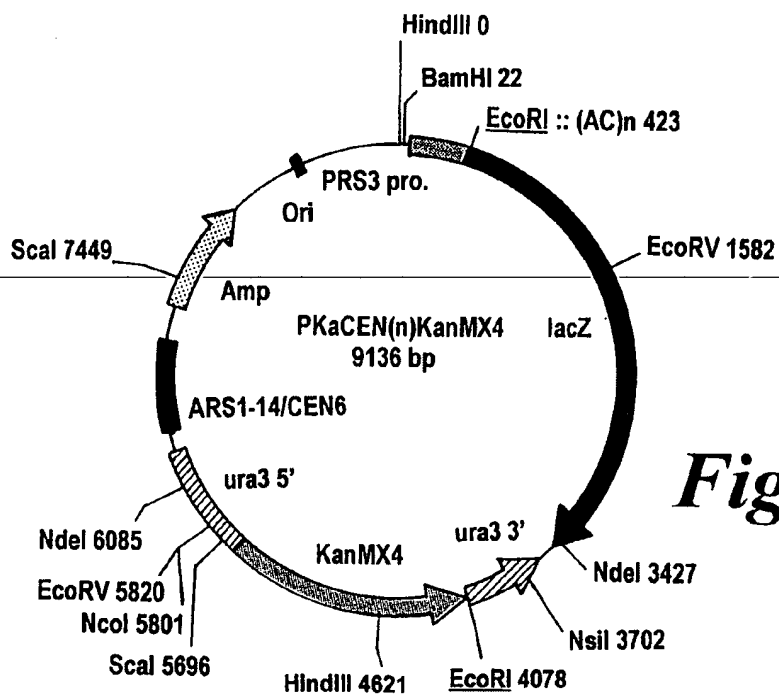 HindIII 0
BamHI 22
EcoRI :: (AC)n 423
PRS3 pro.
Ori
ScaI 7449
EcoRV 1582
Amp
PKaCEN(n)KanMX4
9136 bp
lacZ
ARS1-14/CEN6
ura3 5'
Fig
NdeI 6085
KanMX4
ura3 3'
EcoRV 5820
NdeI 3427
NcoI 5801
NsiI 3702
ScaI 5696
HindIII 4621
EcoRI 4078